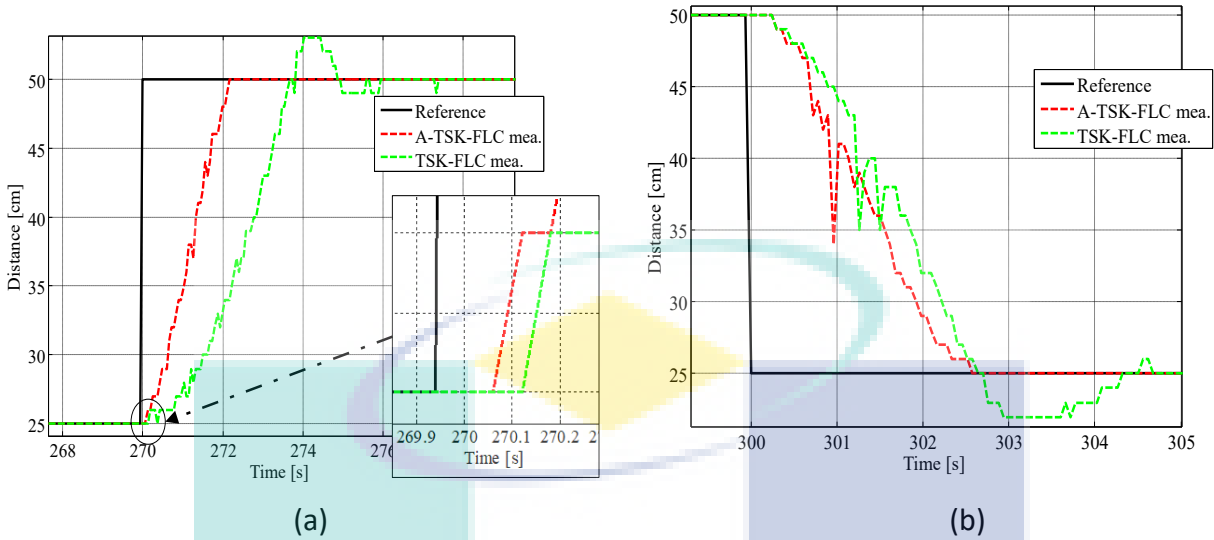 50
45
40
35
30
25
Distance [cm]
268
270
272
274
276
Time [s]
Reference
A-TSK-FLC mea.
TSK-FLC mea.
269.9
270
270.1
270.2
Time [s]
(a)
50
45
40
35
30
25
Distance [cm]
300
301
302
303
304
305
Time [s]
Reference
A-TSK-FLC mea.
TSK-FLC mea.
(b)